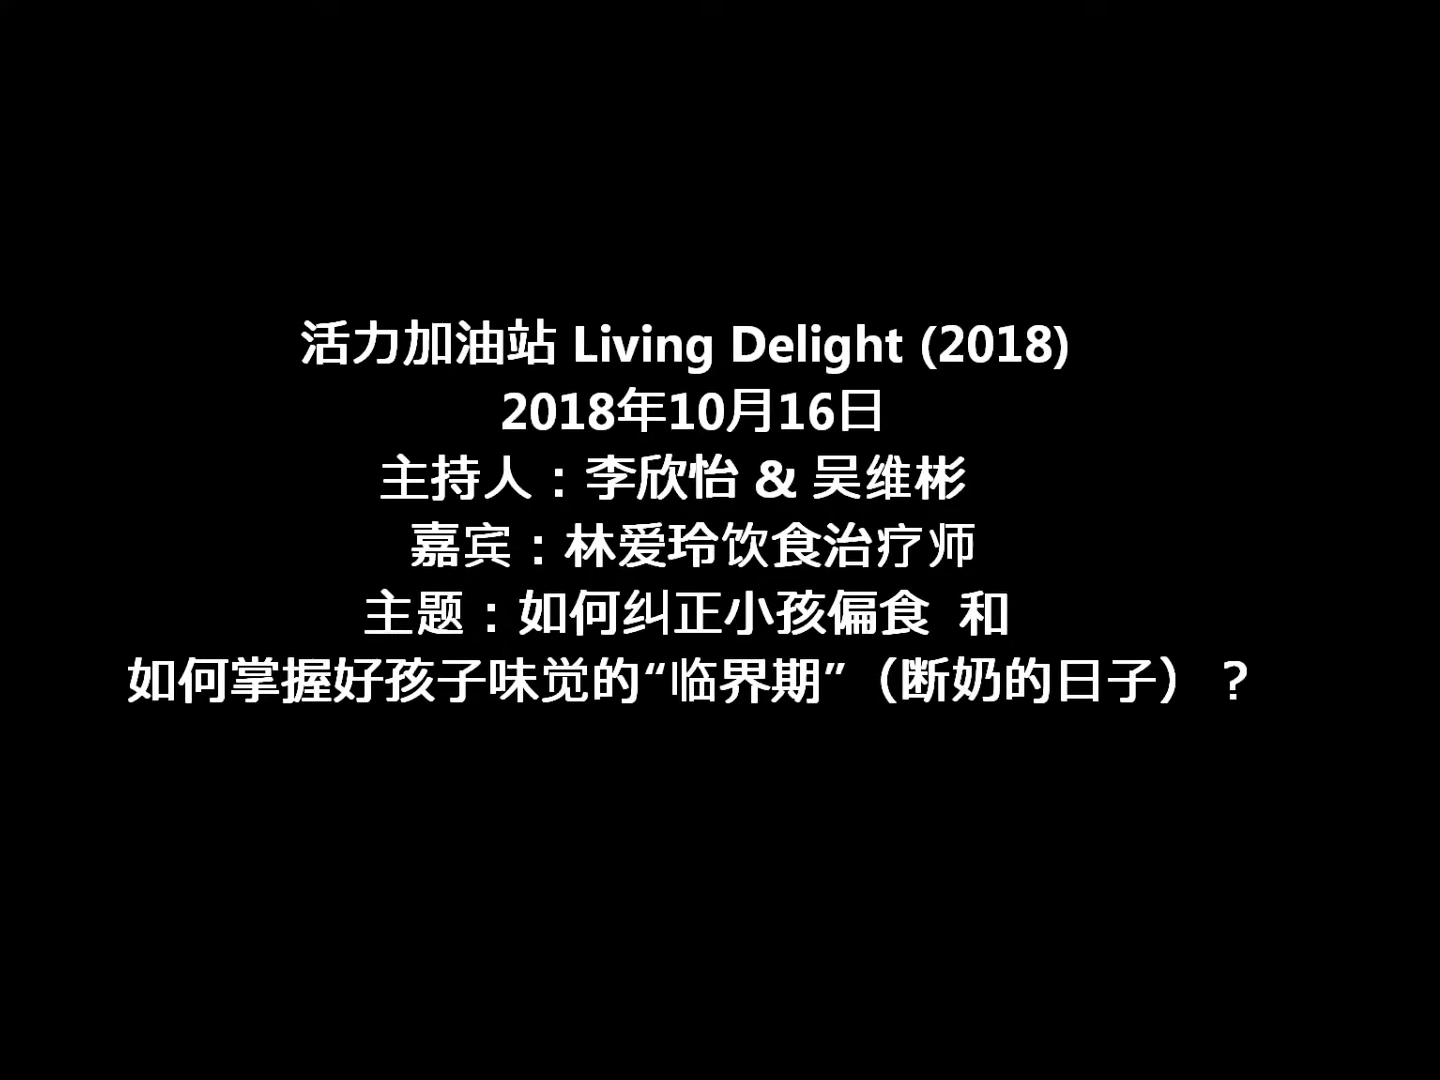 活力加油站 Living Delight (2018)
2018年10月16日
主持人：李欣怡 & 吴维彬
嘉宾：林爱玲饮食治疗师
主题：如何纠正小孩偏食 和
如何掌握好孩子味觉的“临界期”（断奶的日子）？